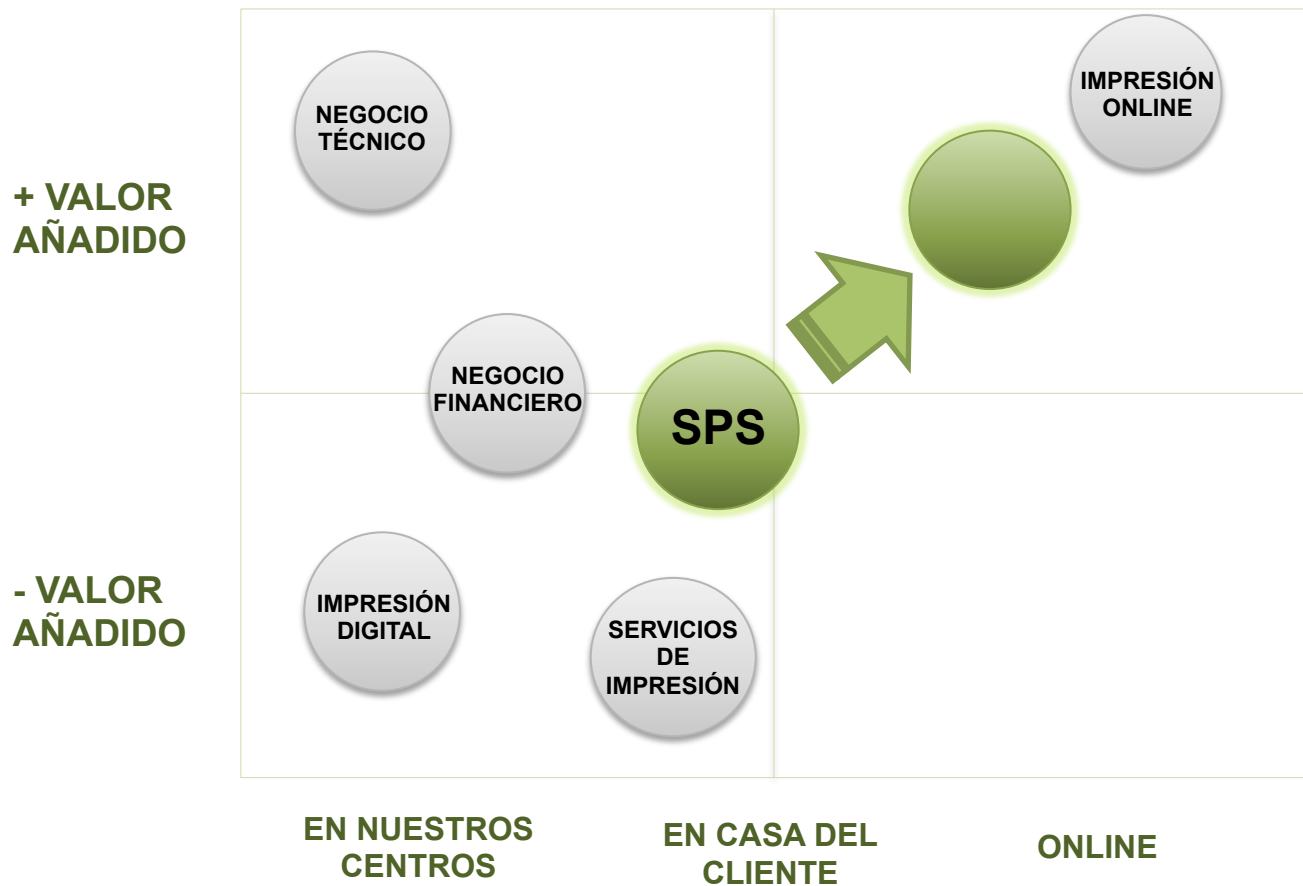 IMPRESIÓN
ONLINE
NEGOCIO
TÉCNICO
+ VALOR
AÑADIDO
NEGOCIO
FINANCIERO
SPS
- VALOR
AÑADIDO
IMPRESIÓN
DIGITAL
SERVICIOS
DE
IMPRESIÓN
EN NUESTROS
CENTROS
EN CASA DEL
CLIENTE
ONLINE